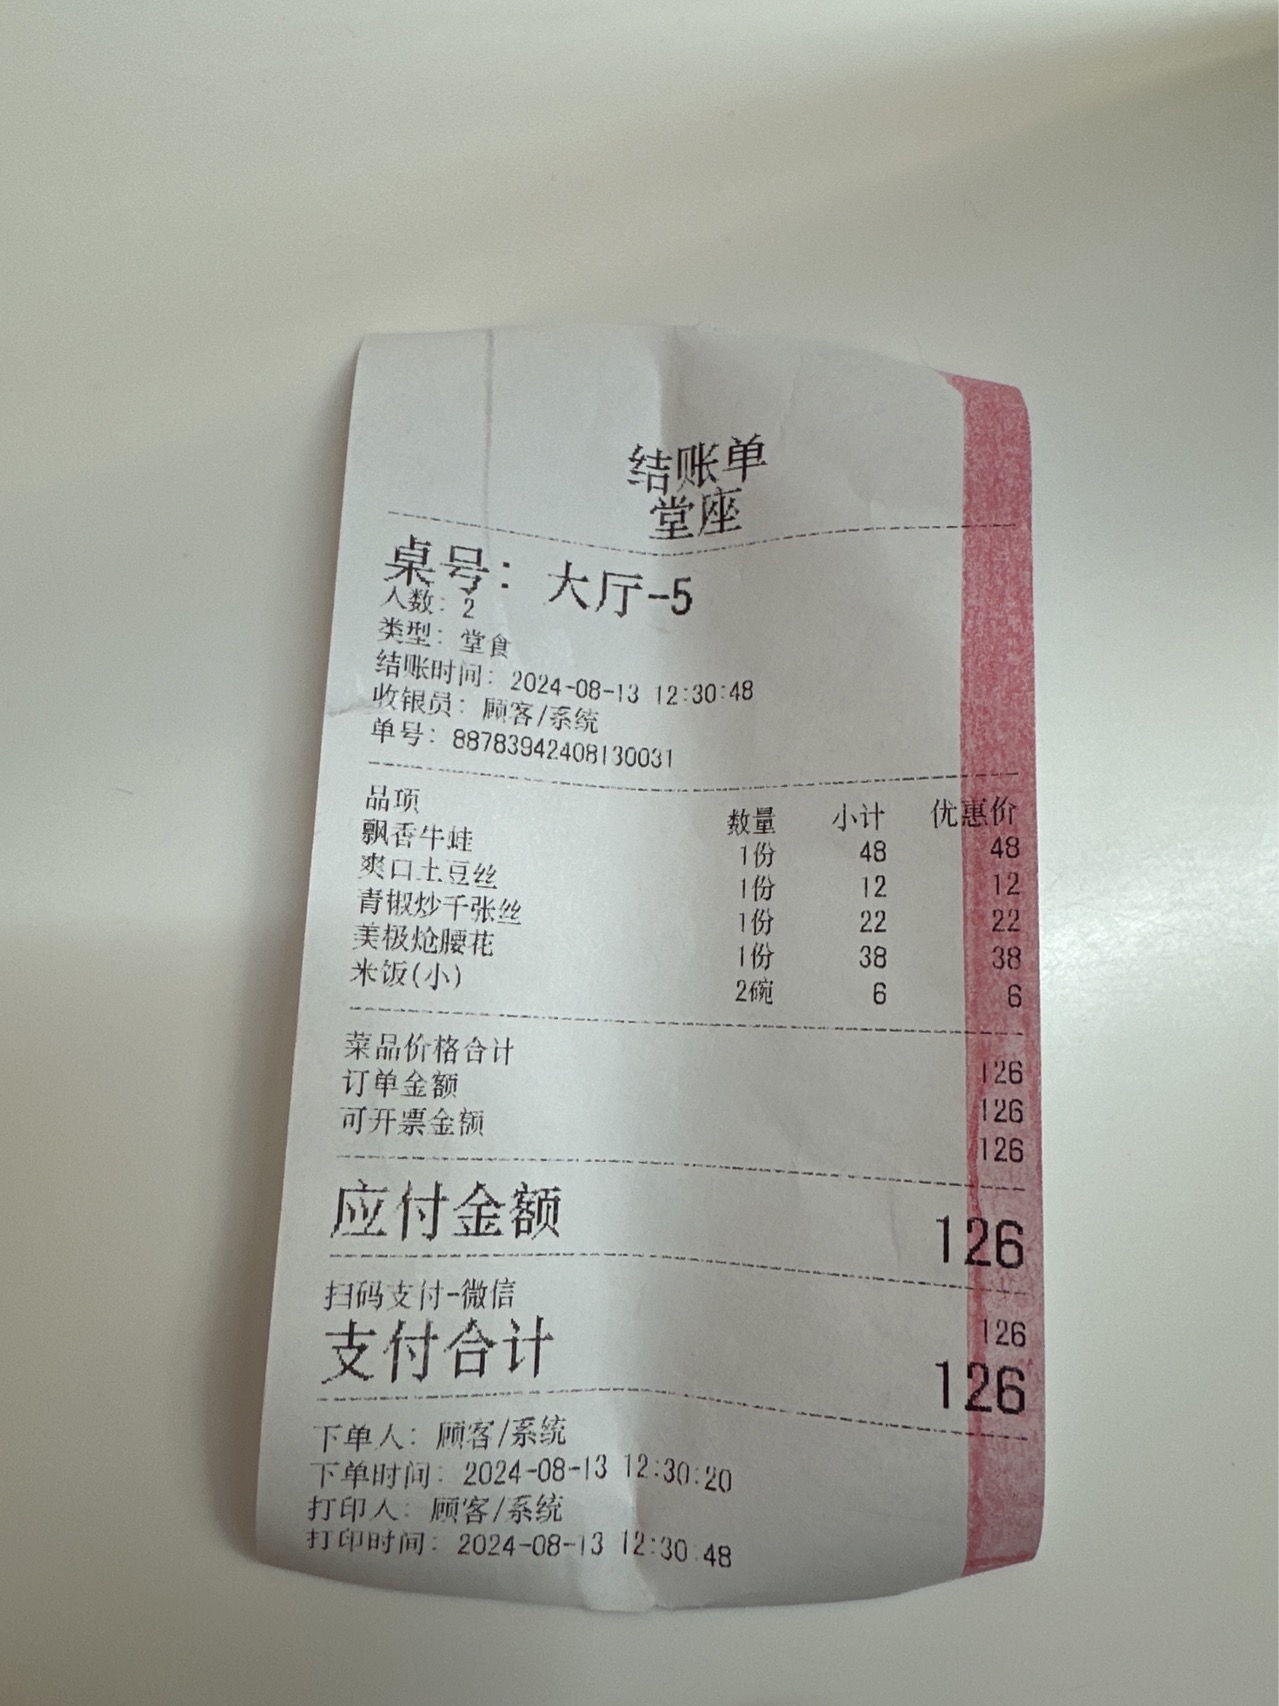 结账单
堂座
桌号: 大厅-5
人数: 2
类型: 堂食
结账时间: 2024-08-13 12:30:48
收银员: 顾客/系统
单号: 88783942408130031
品项 数量 小计 优惠价
飘香牛蛙 1份 48 48
爽口土豆丝 1份 12 12
青椒炒千张丝 1份 22 22
美极炝腰花 1份 38 38
米饭(小) 2碗 6 6
菜品价格合计 126
订单金额 126
可开票金额 126
应付金额 126
扫码支付-微信 126
支付合计 126
下单人: 顾客/系统
下单时间: 2024-08-13 12:30:20
打印人: 顾客/系统
打印时间: 2024-08-13 12:30:48